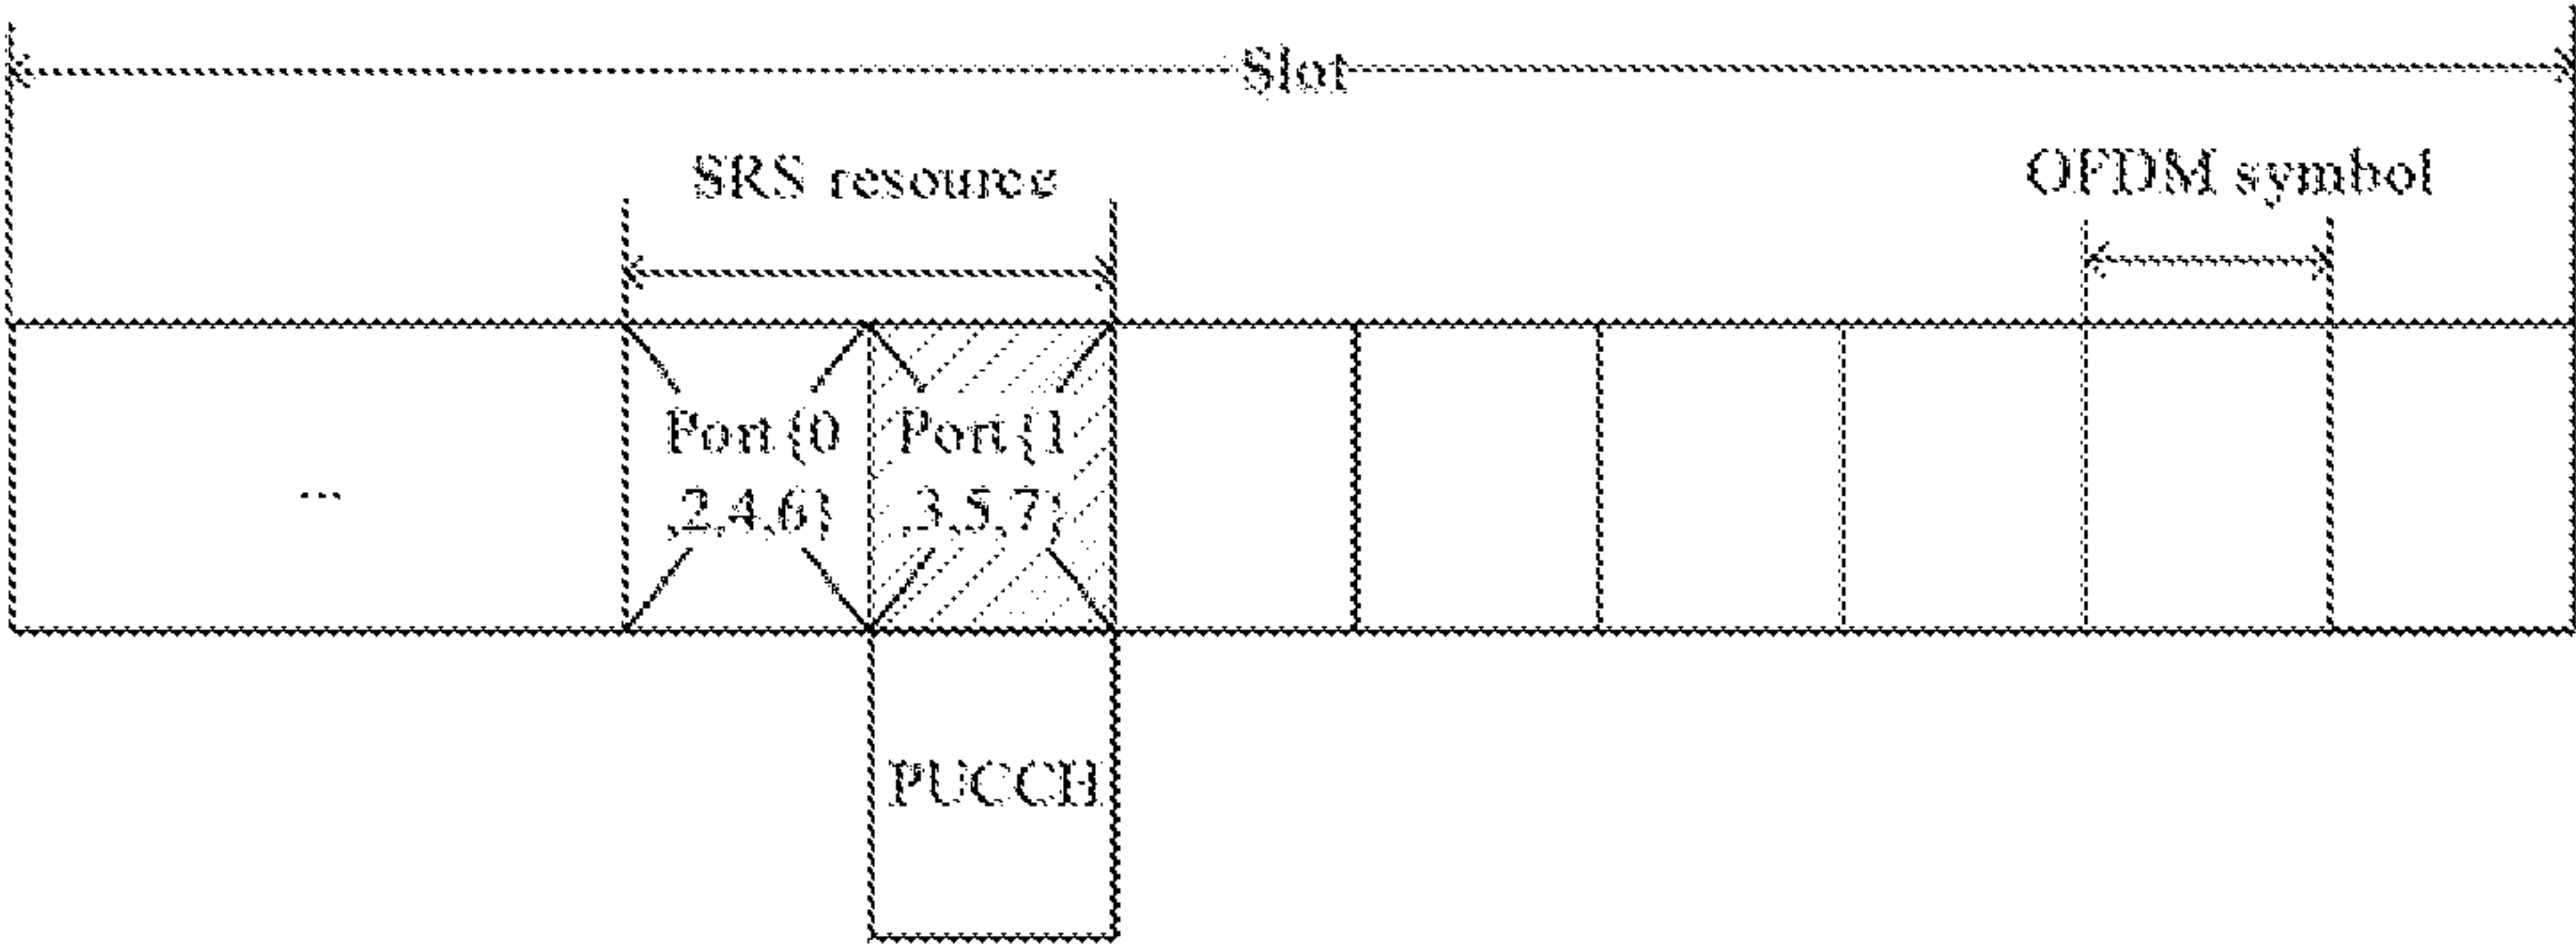 Slot
SRS resource
OFDM symbol
Port {0
,2,4,6}
Port {1
,3,5,7}
...
PUCCH